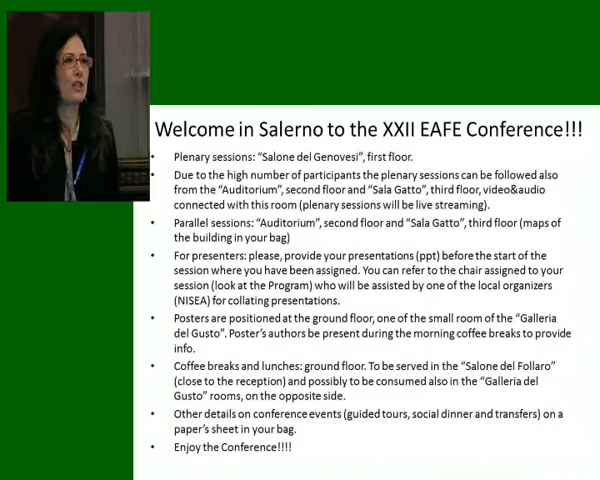 Welcome in Salerno to the XXII EAFE Conference!!!
• Plenary sessions: “Salone del Genovesi”, first floor.
• Due to the high number of participants the plenary sessions can be followed also
from the “Auditorium”, second floor and “Sala Gatto”, third floor, video&audio
connected with this room (plenary sessions will be live streaming).
• Parallel sessions: “Auditorium”, second floor and “Sala Gatto”, third floor (maps of
the building in your bag)
• For presenters: please, provide your presentations (ppt) before the start of the
session where you have been assigned. You can refer to the chair assigned to your
session (look at the Program) who will be assisted by one of the local organizers
(NISEA) for collating presentations.
• Posters are positioned at the ground floor, one of the small room of the “Galleria
del Gusto”. Poster’s authors be present during the morning coffee breaks to provide
info.
• Coffee breaks and lunches: ground floor. To be served in the “Salone del Follaro”
(close to the reception) and possibly to be consumed also in the “Galleria del
Gusto” rooms, on the opposite side.
• Other details on conference events (guided tours, social dinner and transfers) on a
paper’s sheet in your bag.
• Enjoy the Conference!!!!